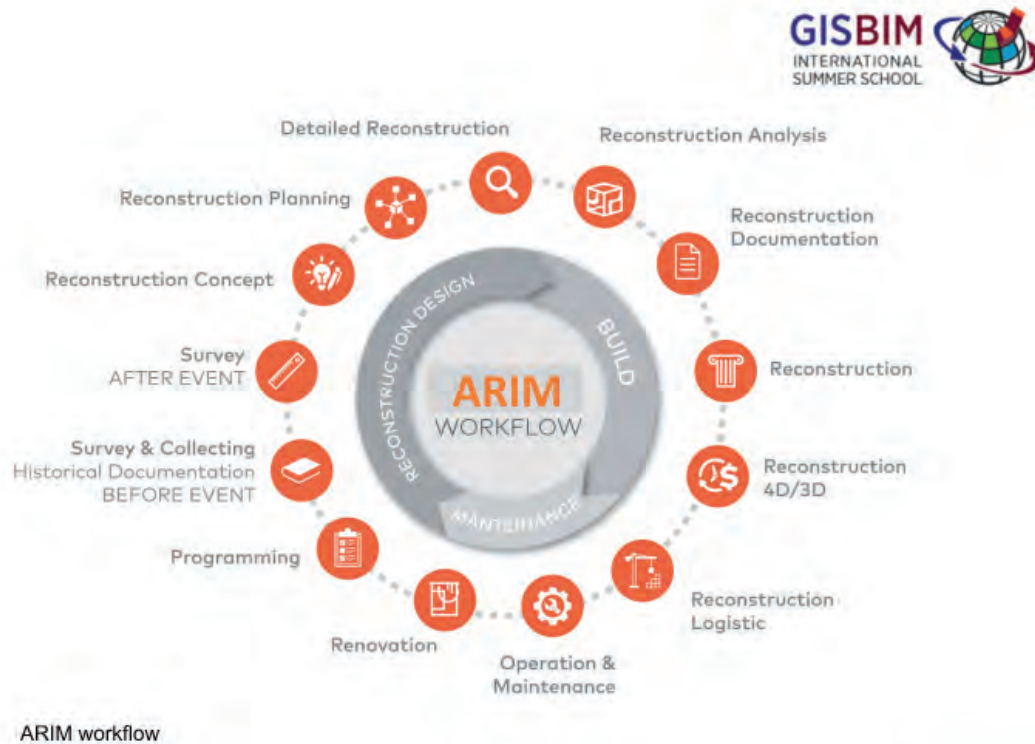 GISBIM
INTERNATIONAL
SUMMER SCHOOL
Detailed Reconstruction
Reconstruction Analysis
Reconstruction Planning
Reconstruction
Documentation
Reconstruction Concept
RECONSTRUCTION DESIGN
BUILD
Survey
AFTER EVENT
ARIM
WORKFLOW
Reconstruction
Survey & Collecting
Historical Documentation
BEFORE EVENT
Reconstruction
4D/3D
MANTEINANCE
Programming
Reconstruction
Logistic
Renovation
Operation &
Maintenance
ARIM workflow